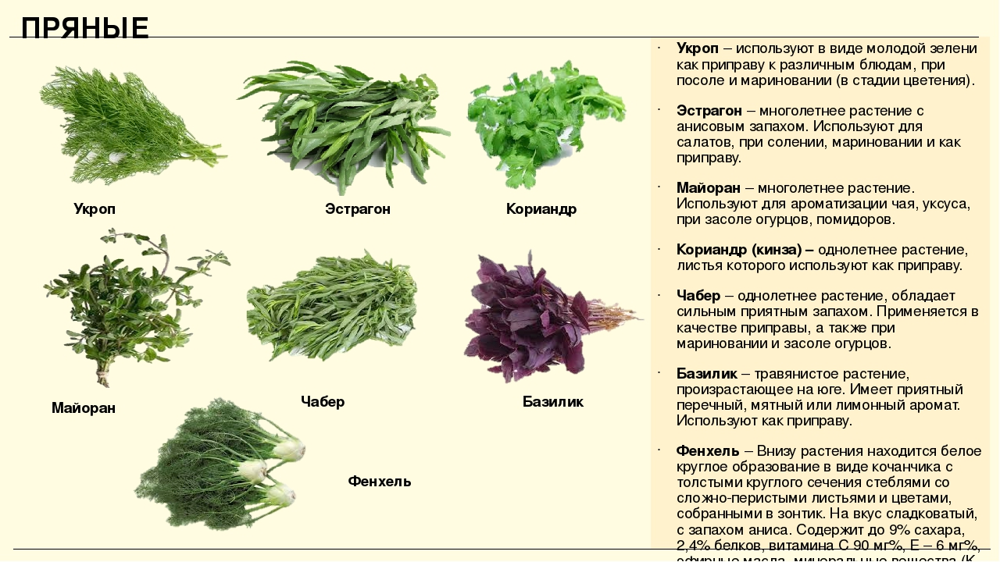 ПРЯНЫЕ
Укроп
Эстрагон
Кориандр
Майоран
Чабер
Базилик
Фенхель
· Укроп – используют в виде молодой зелени
как приправу к различным блюдам, при
посоле и мариновании (в стадии цветения).
· Эстрагон – многолетнее растение с
анисовым запахом. Используют для
салатов, при солении, мариновании и как
приправу.
· Майоран – многолетнее растение.
Используют для ароматизации чая, уксуса,
при засоле огурцов, помидоров.
· Кориандр (кинза) – однолетнее растение,
листья которого используют как приправу.
· Чабер – однолетнее растение, обладает
сильным приятным запахом. Применяется в
качестве приправы, а также при
мариновании и засоле огурцов.
· Базилик – травянистое растение,
произрастающее на юге. Имеет приятный
перечный, мятный или лимонный аромат.
Используют как приправу.
· Фенхель – Внизу растения находится белое
круглое образование в виде кочанчика с
толстыми круглого сечения стеблями со
сложно-перистыми листьями и цветами,
собранными в зонтик. На вкус сладковатый,
с запахом аниса. Содержит до 9% сахара,
2,4% белков, витамина С 90 мг%, Е – 6 мг%,
эфирные масла, минеральные вещества (К,